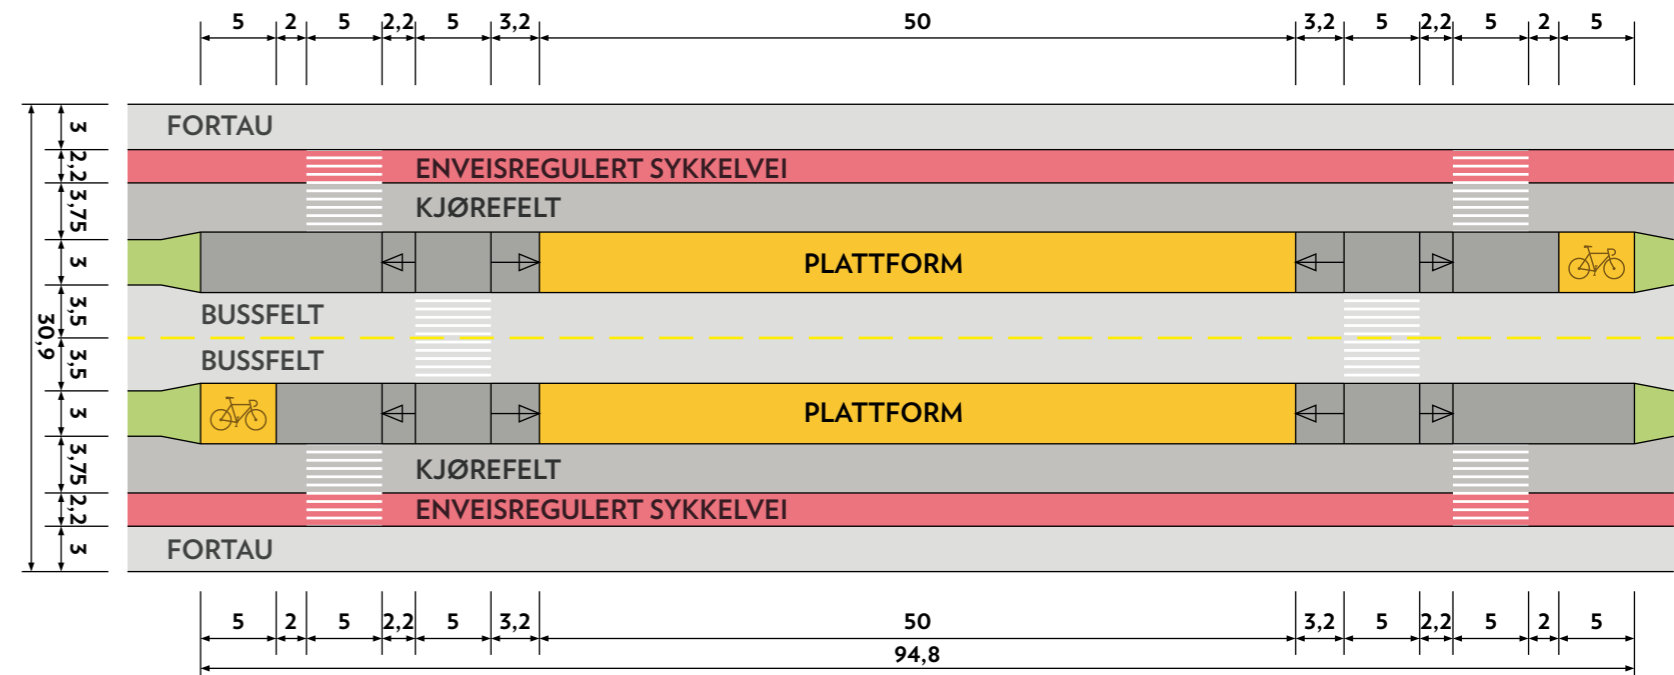 5 2 5 2,2 5 3,2 50 3,2 5 2,2 5 2 5
3
FORTAU
2,2
ENVEISREGULERT SYKKELVEI
3,75
KJØREFELT
3
PLATTFORM
3,5
BUSSFELT
30,9
3,5
BUSSFELT
3
PLATTFORM
3,75
KJØREFELT
2,2
ENVEISREGULERT SYKKELVEI
3
FORTAU
5 2 5 2,2 5 3,2 50 3,2 5 2,2 5 2 5
94,8